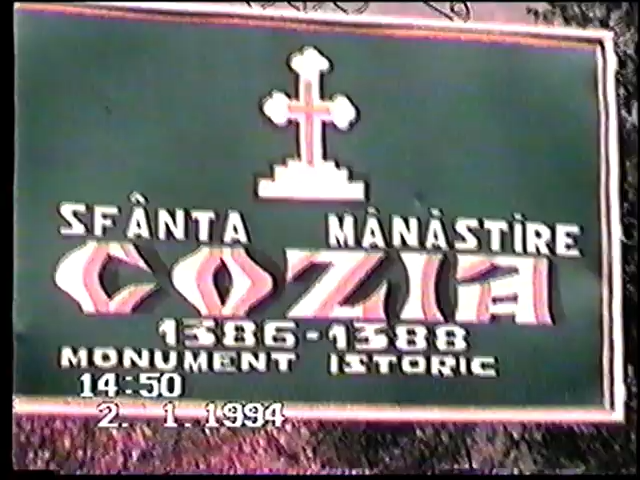 SFÂNTA MÂNĂSTIRE
COZIA
1386-1388
MONUMENT ISTORIC
14:50
2. 1.1994